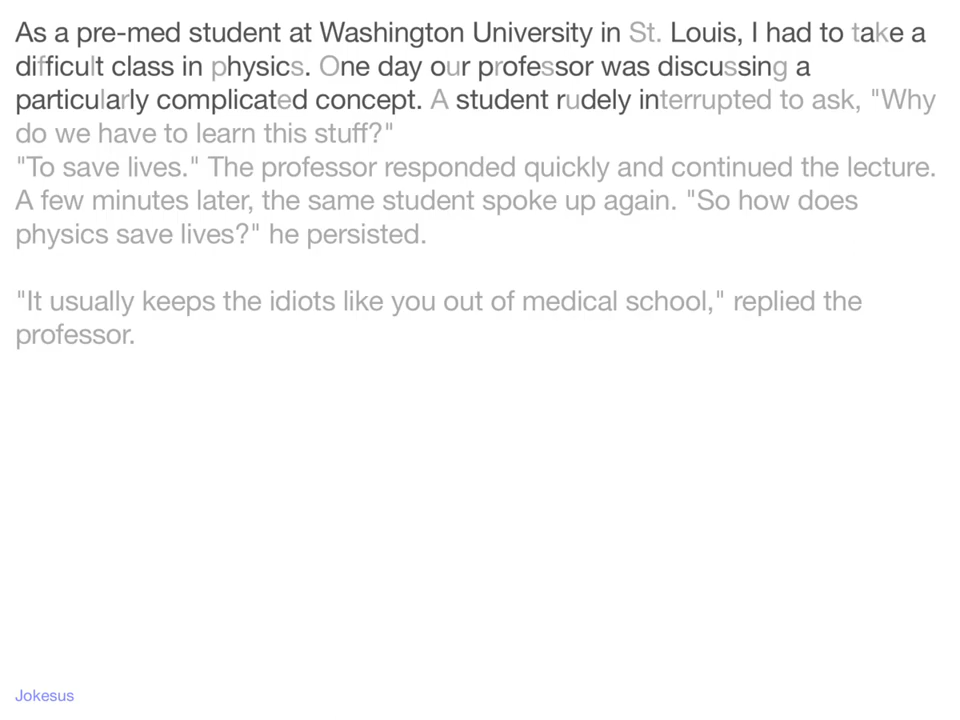 As a pre-med student at Washington University in St. Louis, I had to take a
difficult class in physics. One day our professor was discussing a
particularly complicated concept. A student rudely interrupted to ask, "Why
do we have to learn this stuff?"
"To save lives." The professor responded quickly and continued the lecture.
A few minutes later, the same student spoke up again. "So how does
physics save lives?" he persisted.
"It usually keeps the idiots like you out of medical school," replied the
professor.
Jokesus